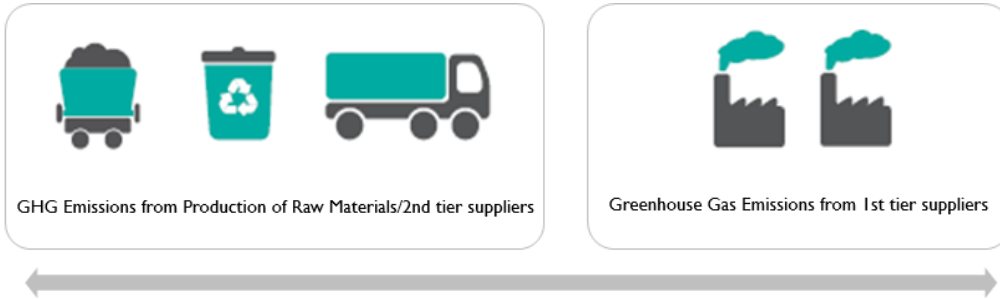 GHG Emissions from Production of Raw Materials/2nd tier suppliers
Greenhouse Gas Emissions from 1st tier suppliers